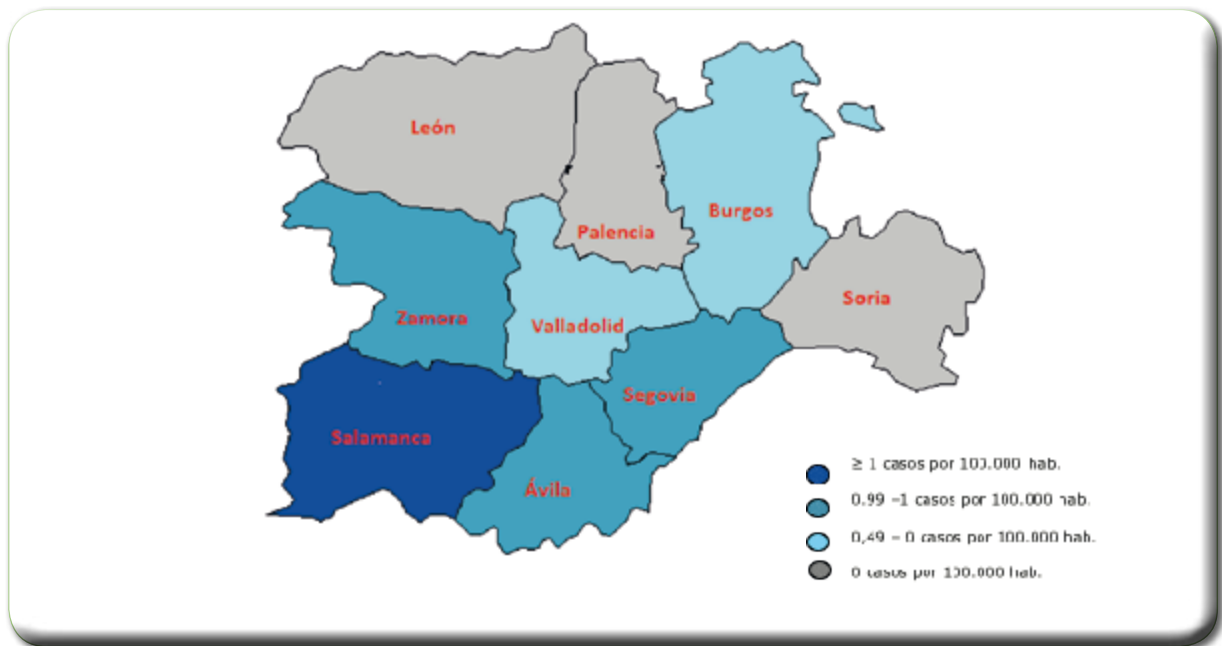 León
Burgos
Palencia
Soria
Zamora
Valladolid
Segovia
Salamanca
Ávila
≥ 1 casos por 100.000 hab.
0.99 –1 casos por 100.000 hab.
0,49 – 0 casos por 100.000 hab.
0 casos por 100.000 hab.